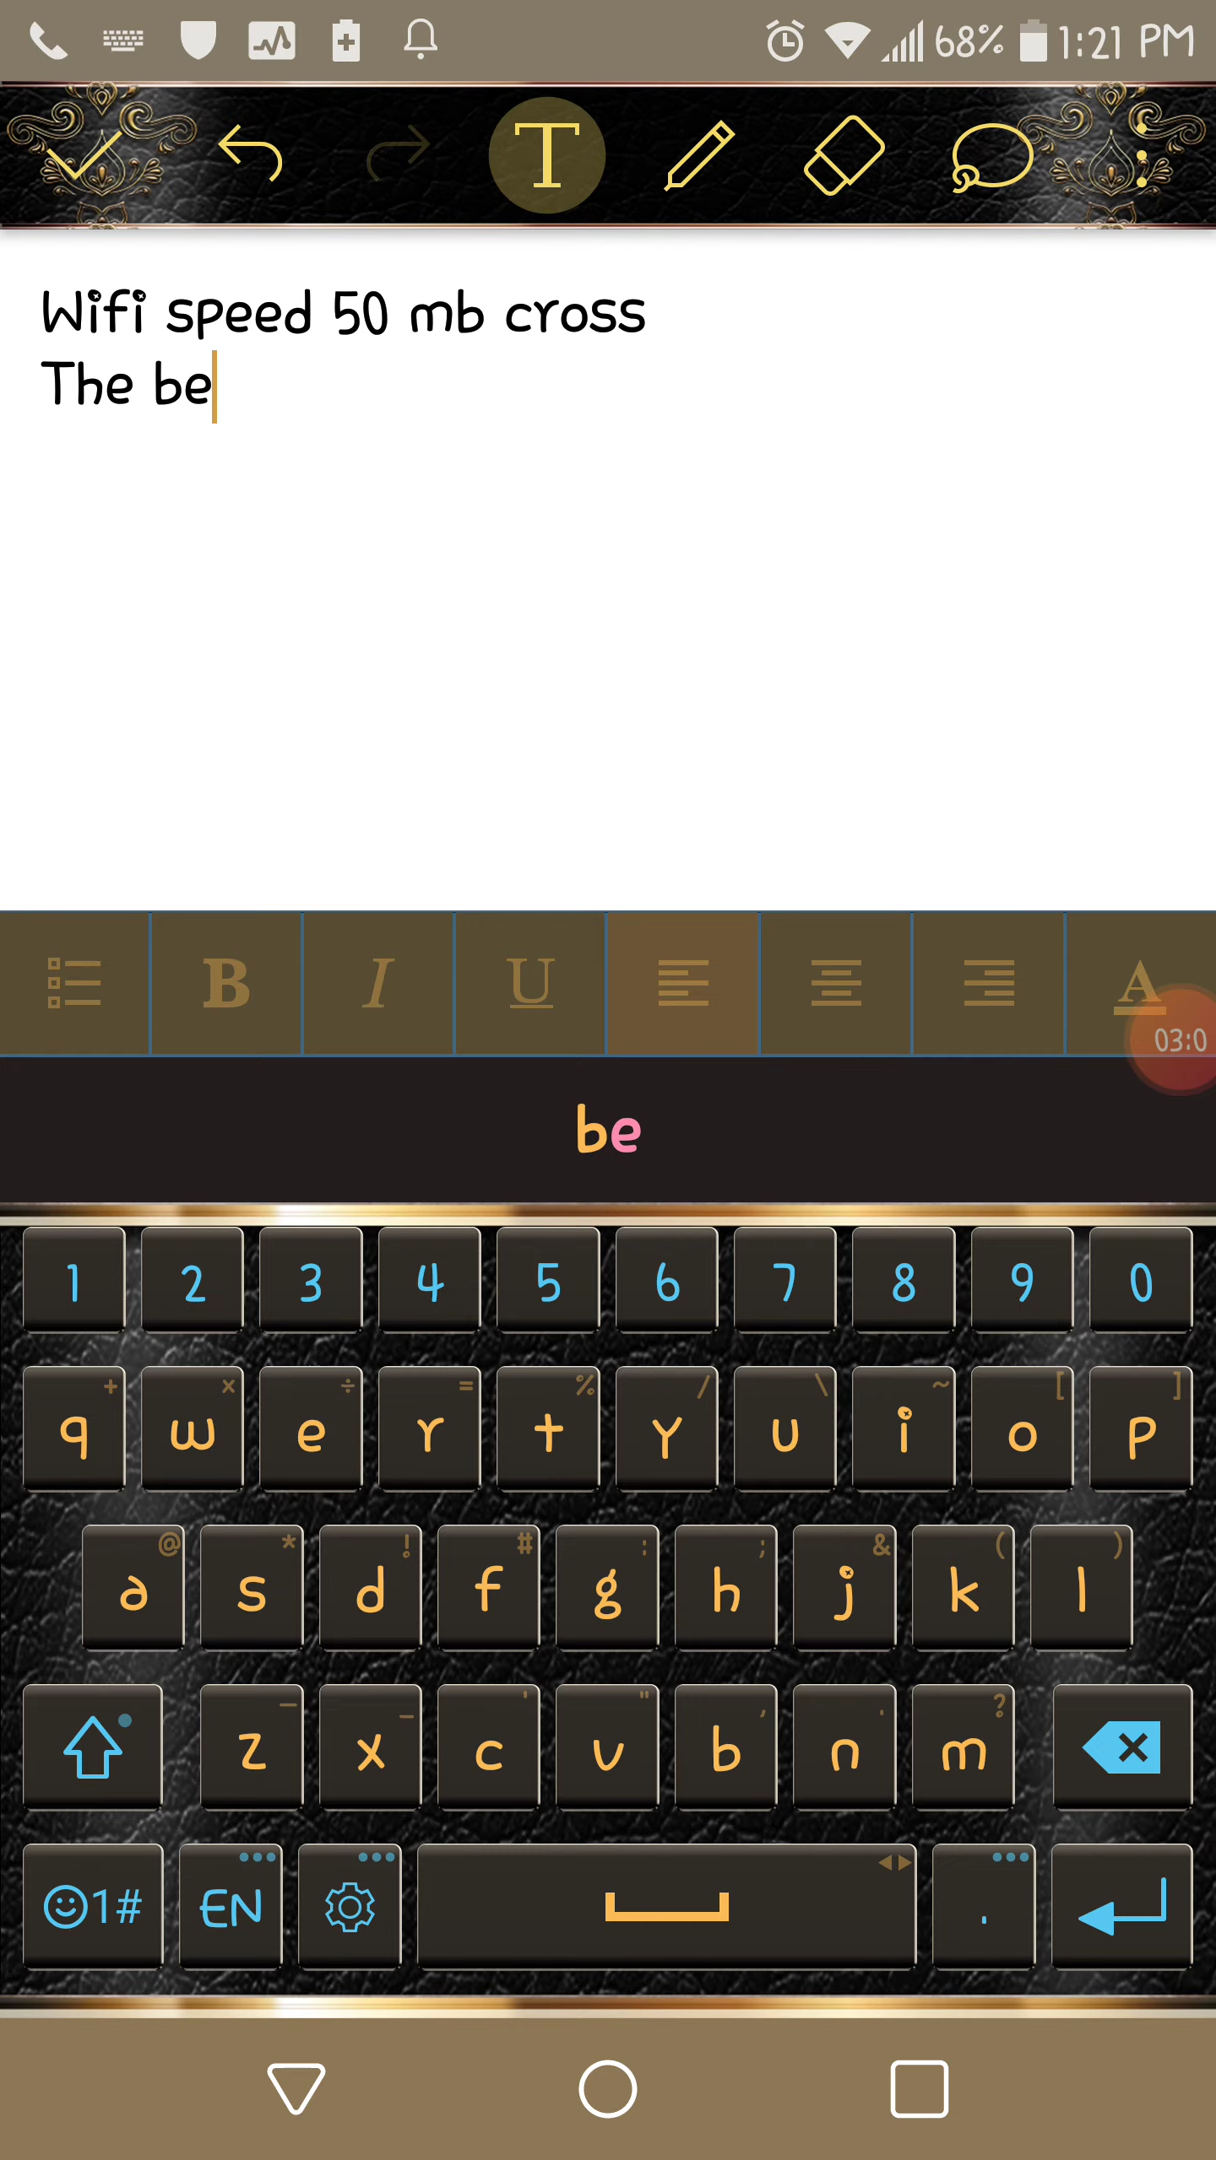 68% 1:21 PM
T
Wifi speed 50 mb cross
The be
B I U A
03:0
be
1 2 3 4 5 6 7 8 9 0
+ × ÷ = % / \ ~ [ ]
q w e r t y u i o p
@ * ! # : ; & ( )
a s d f g h j k l
– _ ' " , . ?
z x c v b n m
1# EN .